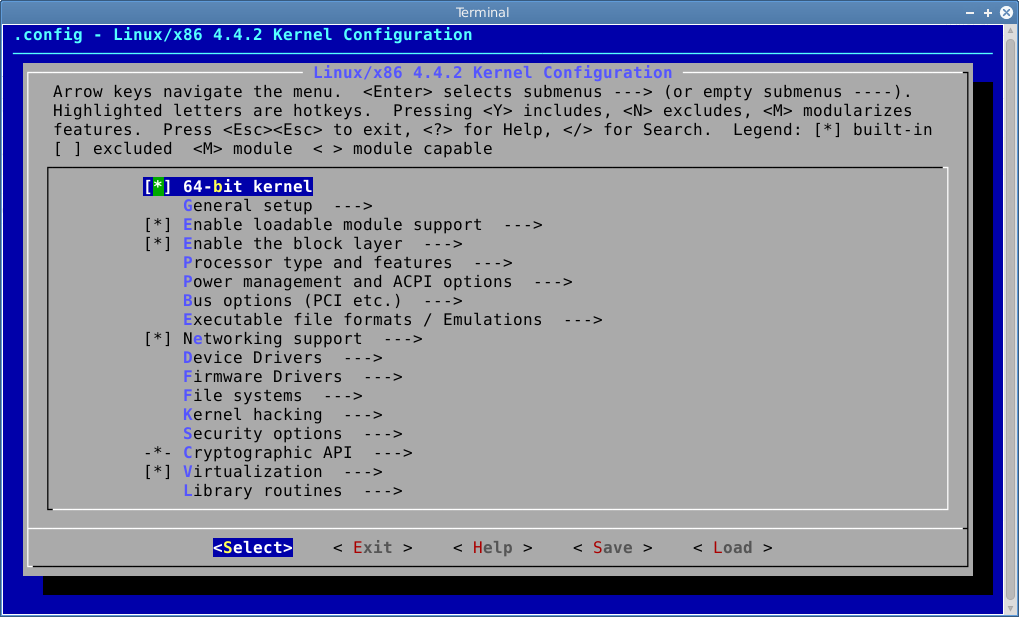 Terminal
.config - Linux/x86 4.4.2 Kernel Configuration
Linux/x86 4.4.2 Kernel Configuration
Arrow keys navigate the menu.  <Enter> selects submenus ---> (or empty submenus ----).
Highlighted letters are hotkeys.  Pressing <Y> includes, <N> excludes, <M> modularizes
features.  Press <Esc><Esc> to exit, <?> for Help, </> for Search.  Legend: [*] built-in
[ ] excluded  <M> module  < > module capable
[*] 64-bit kernel
General setup  --->
[*] Enable loadable module support  --->
[*] Enable the block layer  --->
Processor type and features  --->
Power management and ACPI options  --->
Bus options (PCI etc.)  --->
Executable file formats / Emulations  --->
[*] Networking support  --->
Device Drivers  --->
Firmware Drivers  --->
File systems  --->
Kernel hacking  --->
Security options  --->
-*- Cryptographic API  --->
[*] Virtualization  --->
Library routines  --->
<Select>    < Exit >    < Help >    < Save >    < Load >